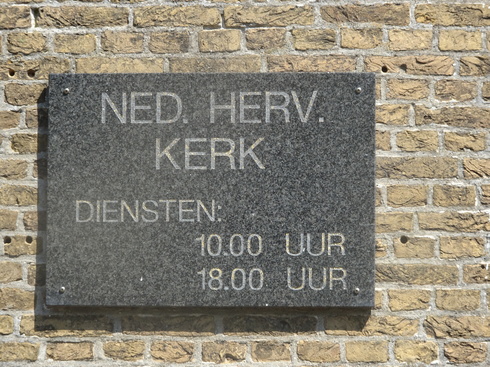 NED. HERV.
KERK
DIENSTEN:
10.00 UUR
18.00 UUR